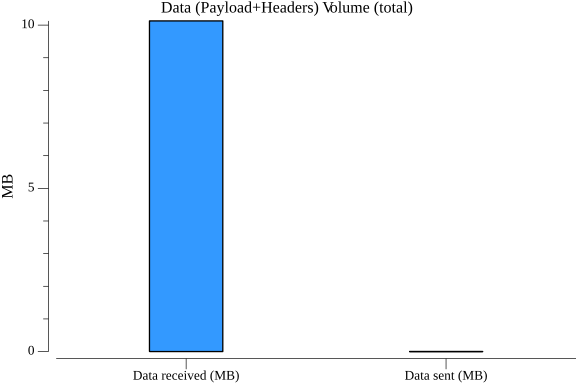 Data (Payload+Headers) Volume (total)
10
5
0
MB
Data received (MB)
Data sent (MB)